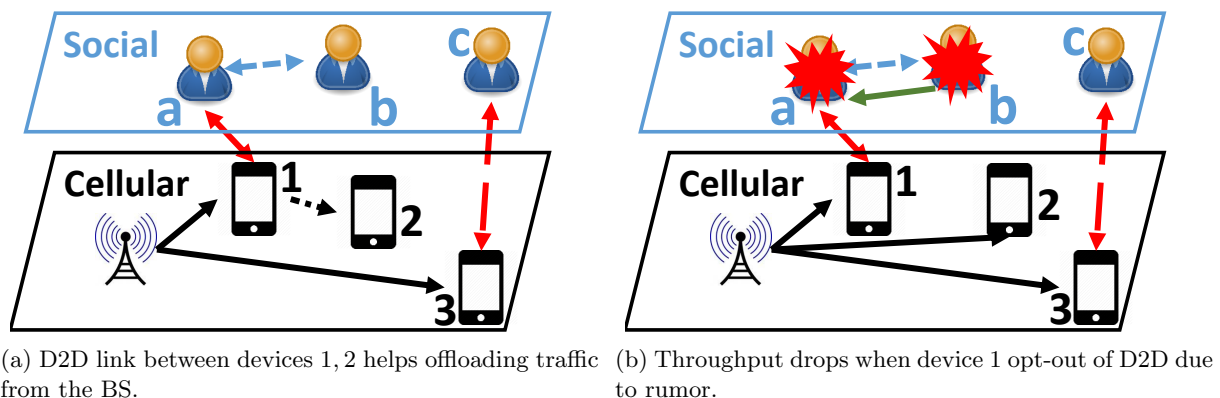 Social
a
b
c
Cellular
1
2
3
(a) D2D link between devices 1, 2 helps offloading traffic
from the BS.
Social
a
b
c
Cellular
1
2
3
(b) Throughput drops when device 1 opt-out of D2D due
to rumor.